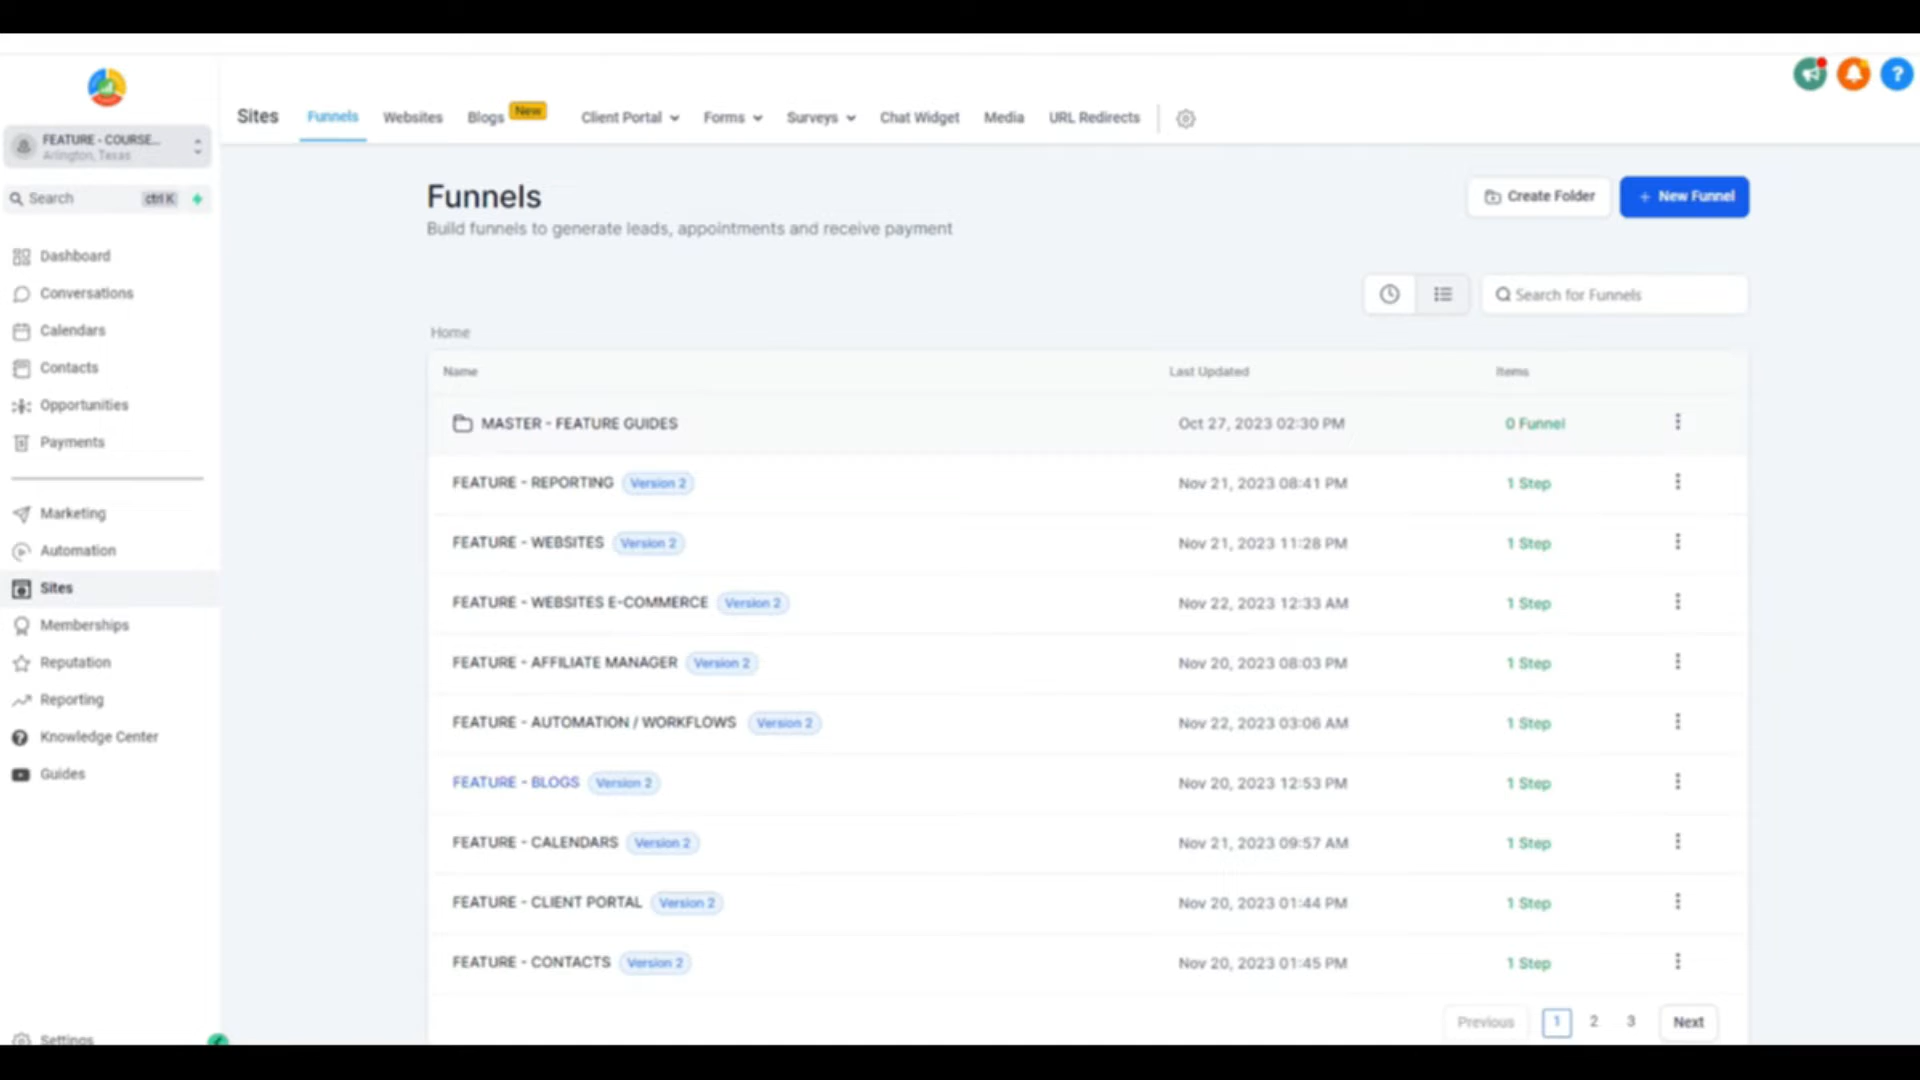 FEATURE - COURSE...
Arlington, Texas
Search ctrl K
Dashboard
Conversations
Calendars
Contacts
Opportunities
Payments
Marketing
Automation
Sites
Memberships
Reputation
Reporting
Knowledge Center
Guides
Settings
Sites Funnels Websites Blogs New Client Portal Forms Surveys Chat Widget Media URL Redirects
?
Funnels
Build funnels to generate leads, appointments and receive payment
Create Folder
+ New Funnel
Search for Funnels
Home
Name Last Updated Items
MASTER - FEATURE GUIDES Oct 27, 2023 02:30 PM 0 Funnel
FEATURE - REPORTING Version 2 Nov 21, 2023 08:41 PM 1 Step
FEATURE - WEBSITES Version 2 Nov 21, 2023 11:28 PM 1 Step
FEATURE - WEBSITES E-COMMERCE Version 2 Nov 22, 2023 12:33 AM 1 Step
FEATURE - AFFILIATE MANAGER Version 2 Nov 20, 2023 08:03 PM 1 Step
FEATURE - AUTOMATION / WORKFLOWS Version 2 Nov 22, 2023 03:06 AM 1 Step
FEATURE - BLOGS Version 2 Nov 20, 2023 12:53 PM 1 Step
FEATURE - CALENDARS Version 2 Nov 21, 2023 09:57 AM 1 Step
FEATURE - CLIENT PORTAL Version 2 Nov 20, 2023 01:44 PM 1 Step
FEATURE - CONTACTS Version 2 Nov 20, 2023 01:45 PM 1 Step
Previous 1 2 3 Next